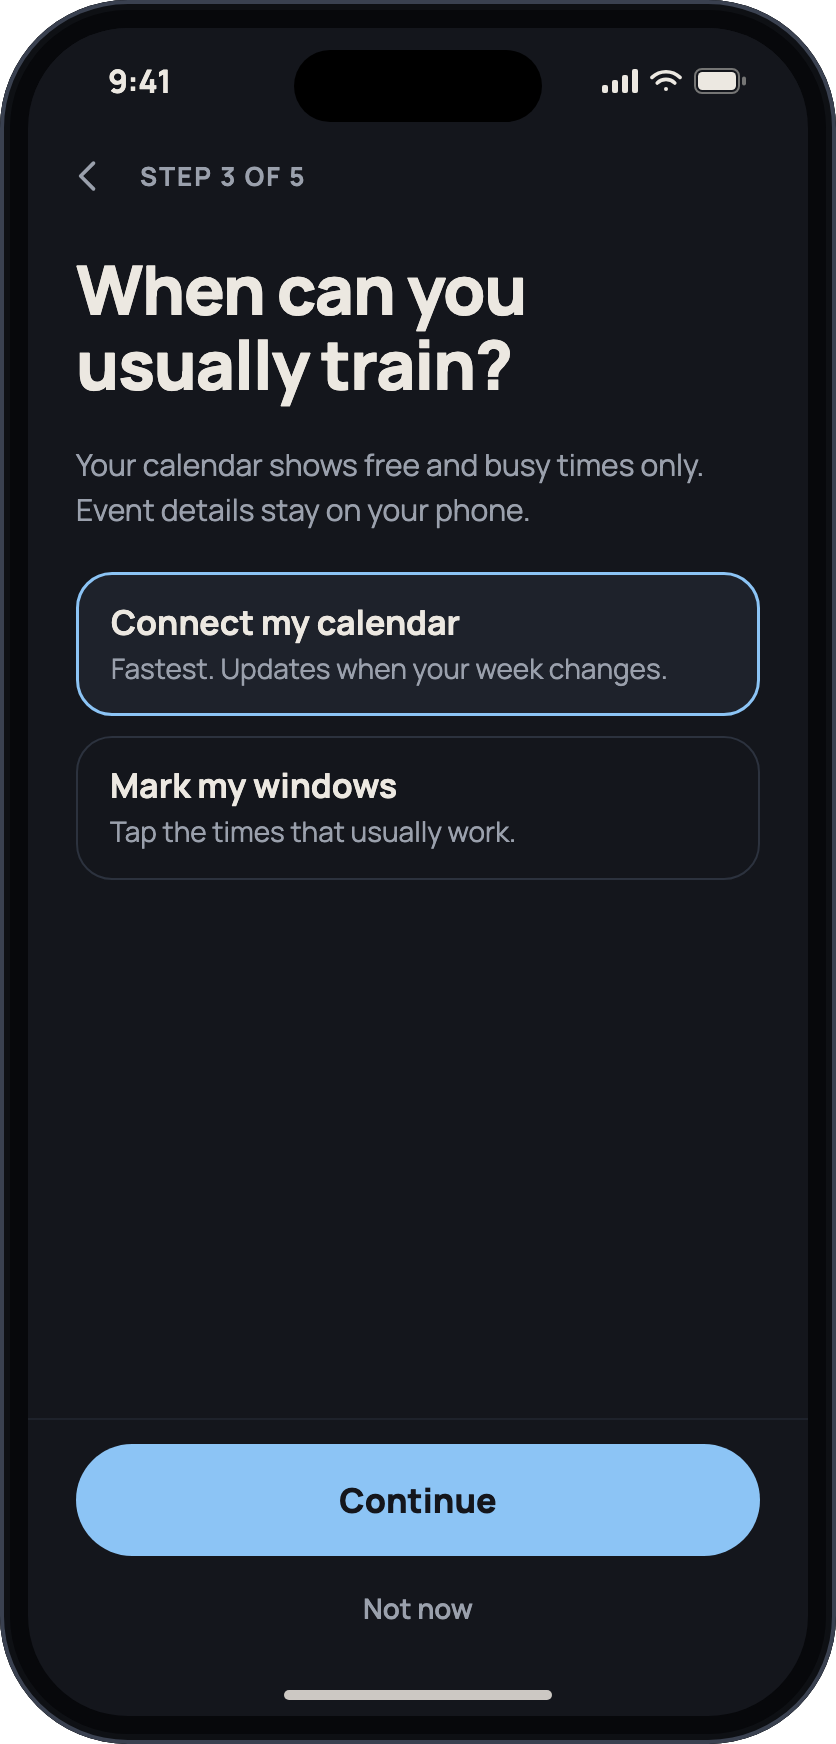 9:41
STEP 3 OF 5
When can you
usually train?
Your calendar shows free and busy times only.
Event details stay on your phone.
Connect my calendar
Fastest. Updates when your week changes.
Mark my windows
Tap the times that usually work.
Continue
Not now